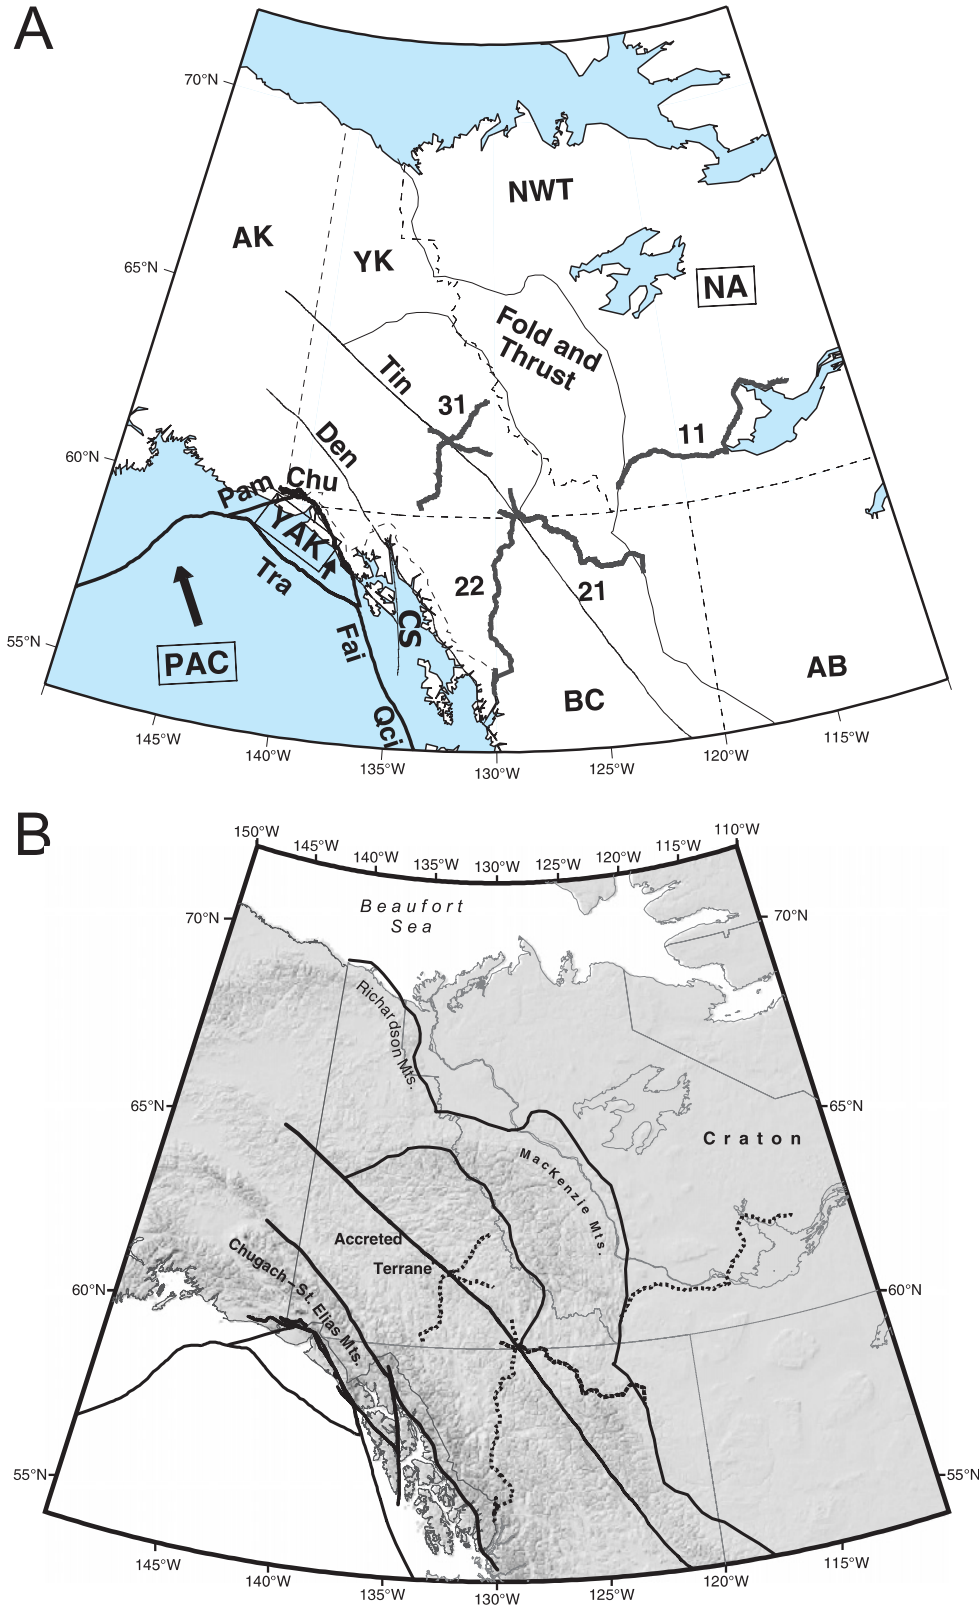 A
70°N
NWT
AK
YK
65°N
NA
Fold and
Thrust
Tin
31
11
Den
60°N
Chu
Pam
YAK
Tra
22
21
CS
55°N
Fai
PAC
AB
BC
Qci
145°W
140°W
135°W
130°W
125°W
120°W
115°W
B
150°W
145°W
140°W
135°W
130°W
125°W
120°W
115°W
110°W
Beaufort
Sea
70°N
70°N
Richardson Mts.
65°N
65°N
Craton
MacKenzie Mts.
Accreted
Terrane
Chugach - St. Elias Mts.
60°N
60°N
55°N
55°N
145°W
140°W
135°W
130°W
125°W
120°W
115°W